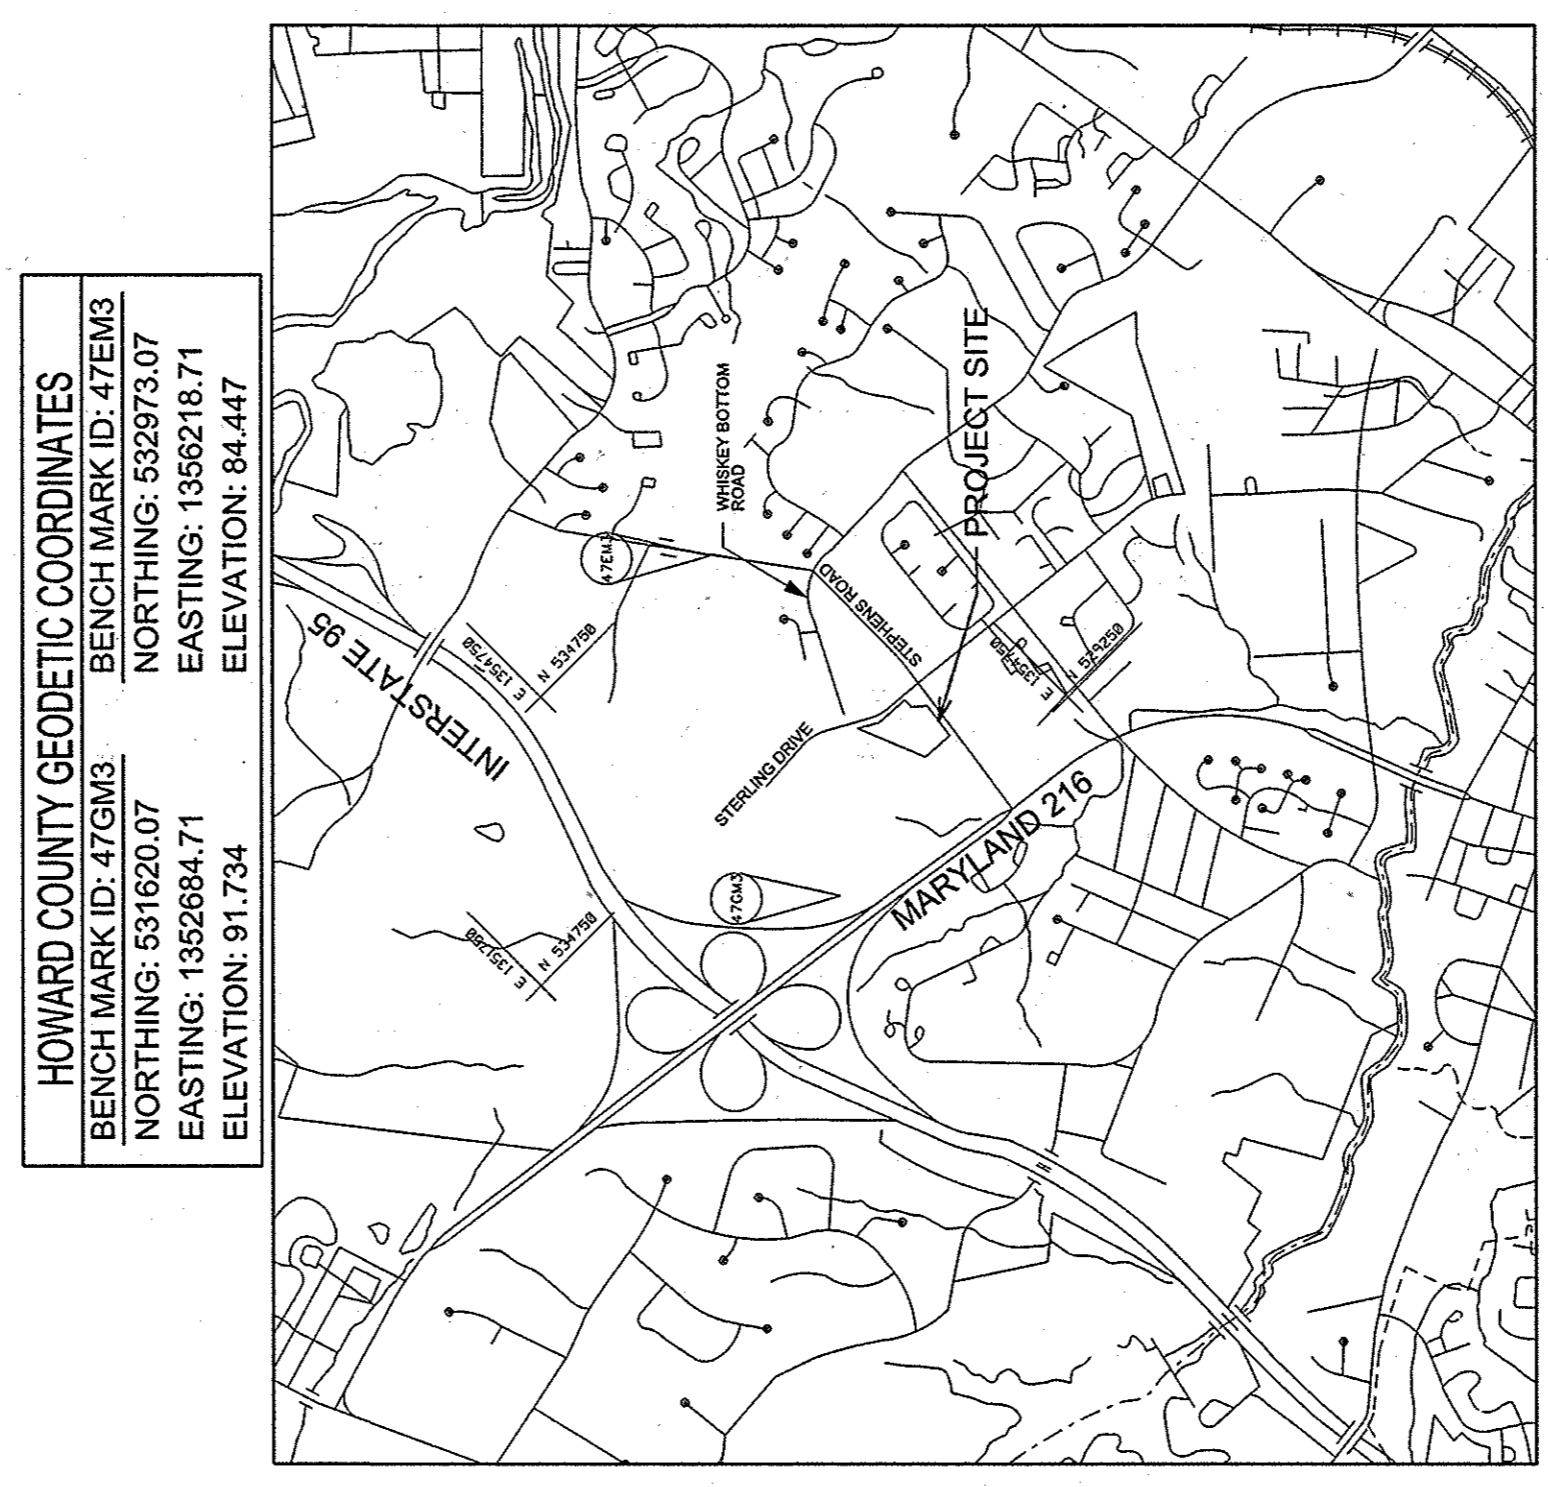 HOWARD COUNTY GEODETIC COORDINATES
BENCH MARK ID: 47GM3
NORTHING: 531620.07
EASTING: 1352684.71
ELEVATION: 91.734
BENCH MARK ID: 47EM3
NORTHING: 532973.07
EASTING: 1356218.71
ELEVATION: 84.447
INTERSTATE 95
E 1354750
N 534750
E 1351750
N 534750
47EM3
WHISKEY BOTTOM
ROAD
STEPHENS ROAD
PROJECT SITE
STERLING DRIVE
47GM3
MARYLAND 216
E 1354750
N 529250